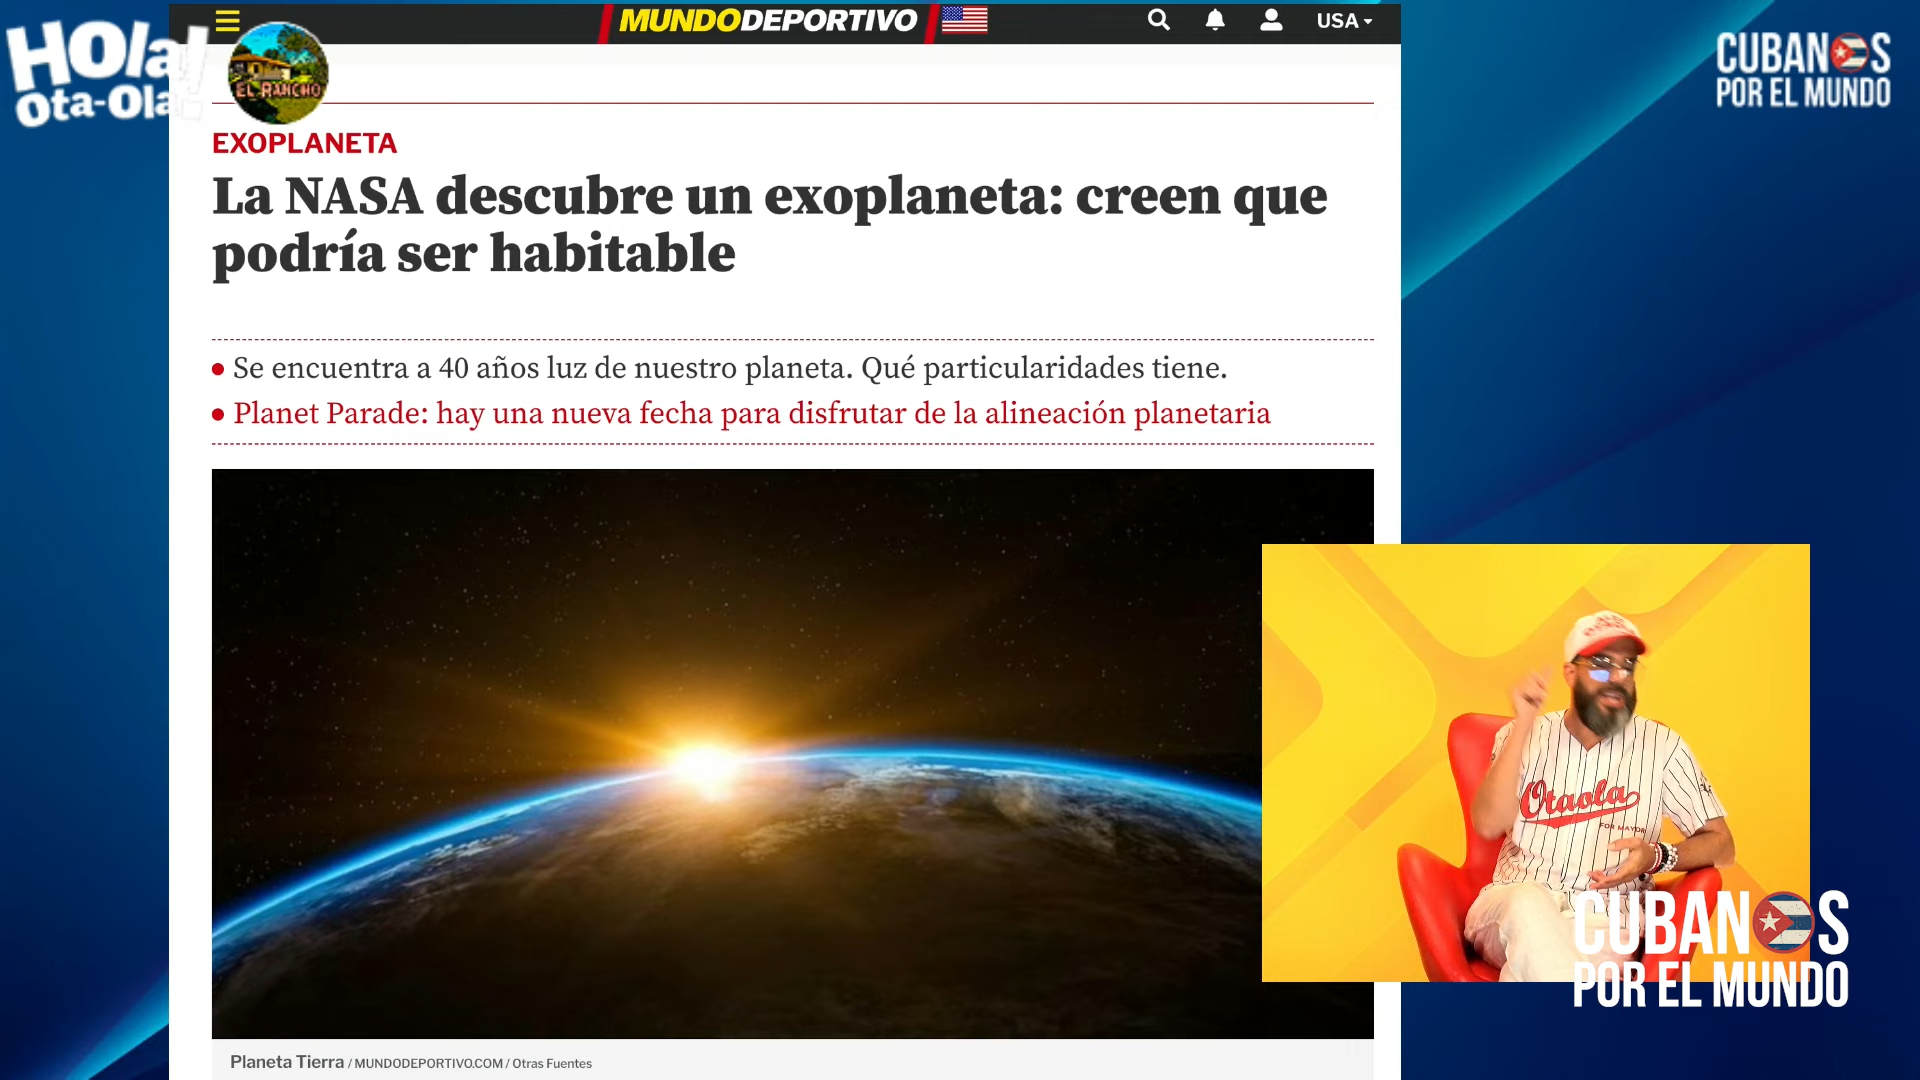 Hola!
Ota-Ola!
EL RANCHO
MUNDODEPORTIVO
USA
CUBANOS
POR EL MUNDO
EXOPLANETA
La NASA descubre un exoplaneta: creen que
podría ser habitable
Se encuentra a 40 años luz de nuestro planeta. Qué particularidades tiene.
Planet Parade: hay una nueva fecha para disfrutar de la alineación planetaria
Otaola
FOR MAYOR
CUBANOS
POR EL MUNDO
Planeta Tierra / MUNDODEPORTIVO.COM / Otras Fuentes